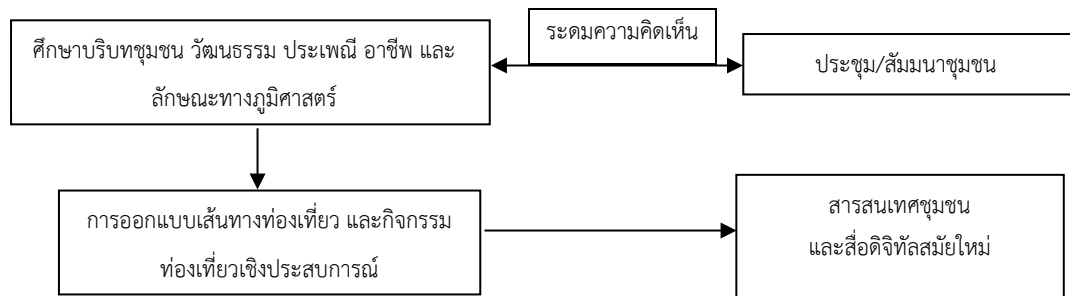 ศึกษาบริบทชุมชน วัฒนธรรม ประเพณี อาชีพ และ
ลักษณะทางภูมิศาสตร์
ระดมความคิดเห็น
ประชุม/สัมมนาชุมชน
การออกแบบเส้นทางท่องเที่ยว และกิจกรรม
ท่องเที่ยวเชิงประสบการณ์
สารสนเทศชุมชน
และสื่อดิจิทัลสมัยใหม่